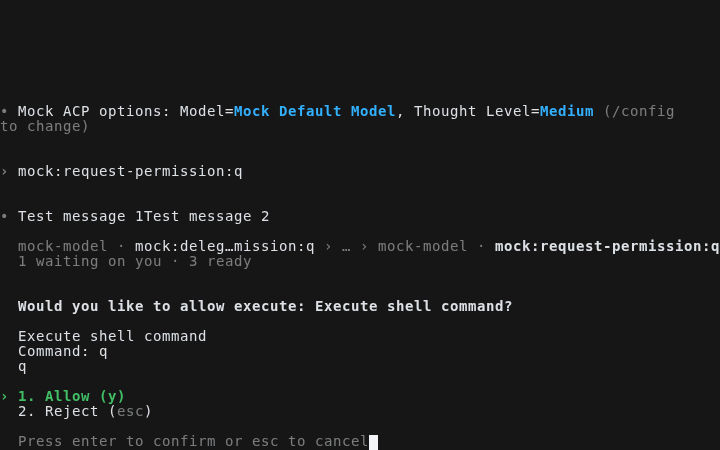 • Mock ACP options: Model=Mock Default Model, Thought Level=Medium (/config
to change)
› mock:request-permission:q
• Test message 1Test message 2
mock-model · mock:deleg…mission:q › … › mock-model · mock:request-permission:q
1 waiting on you · 3 ready
Would you like to allow execute: Execute shell command?
Execute shell command
Command: q
q
› 1. Allow (y)
2. Reject (esc)
Press enter to confirm or esc to cancel